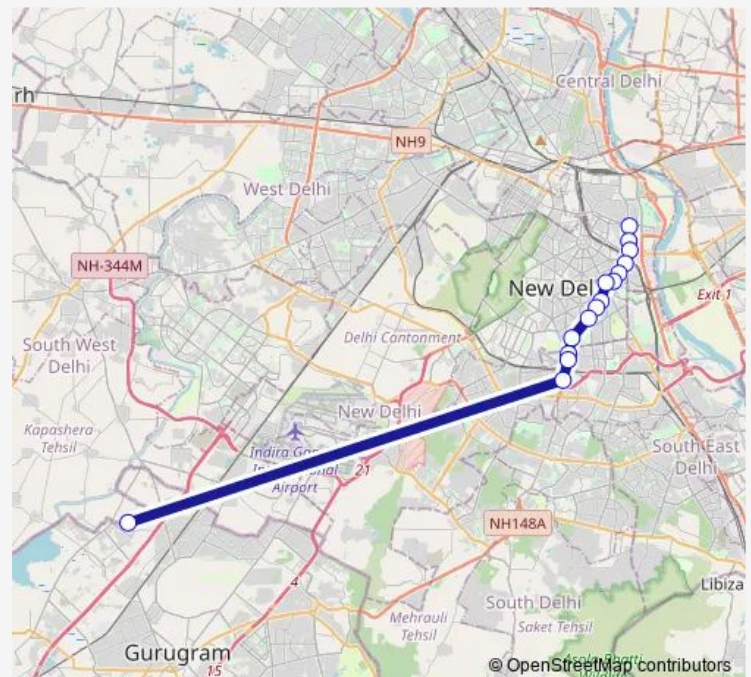 Central Delhi
rh
NH9
West Delhi
NH-344M
New Del
Exit 1
South West
Delhi
Delhi Cantonment
New Delhi
Kapashera
Tehsil
Indira Gan
In
ional
Airport
21
South East
Delhi
NH148A
4
Libiza
South Delhi
Mehrauli
Tehsil
Saket Tehsil
Gurugram
15
© OpenStreetMap contributors